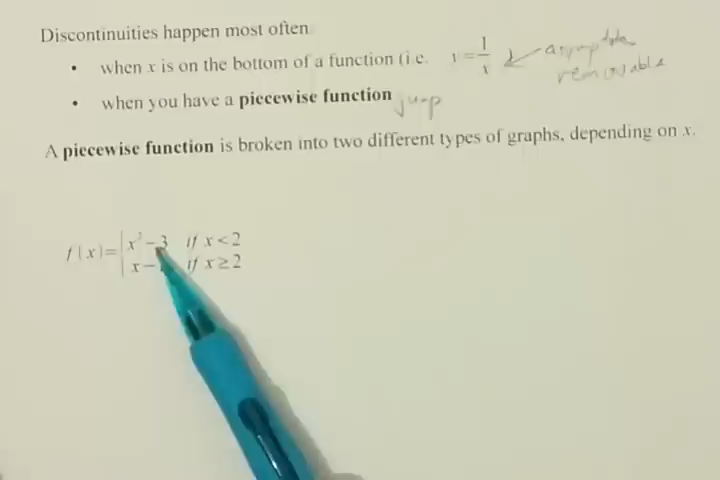 Discontinuities happen most often
• when x is on the bottom of a function (i.e. y = 1/x ← asymptote removable
• when you have a piecewise function jump
A piecewise function is broken into two different types of graphs, depending on x.
f(x) = x² − 3 if x < 2
x − if x ≥ 2